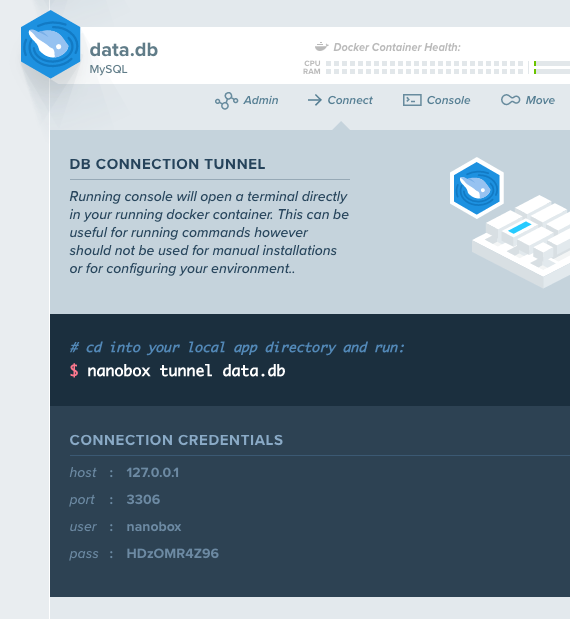 data.db
MySQL
Docker Container Health:
CPU
RAM
Admin
Connect
Console
Move
DB CONNECTION TUNNEL
Running console will open a terminal directly
in your running docker container. This can be
useful for running commands however
should not be used for manual installations
or for configuring your environment..
# cd into your local app directory and run:
$ nanobox tunnel data.db
CONNECTION CREDENTIALS
host : 127.0.0.1
port : 3306
user : nanobox
pass : HDzOMR4Z96